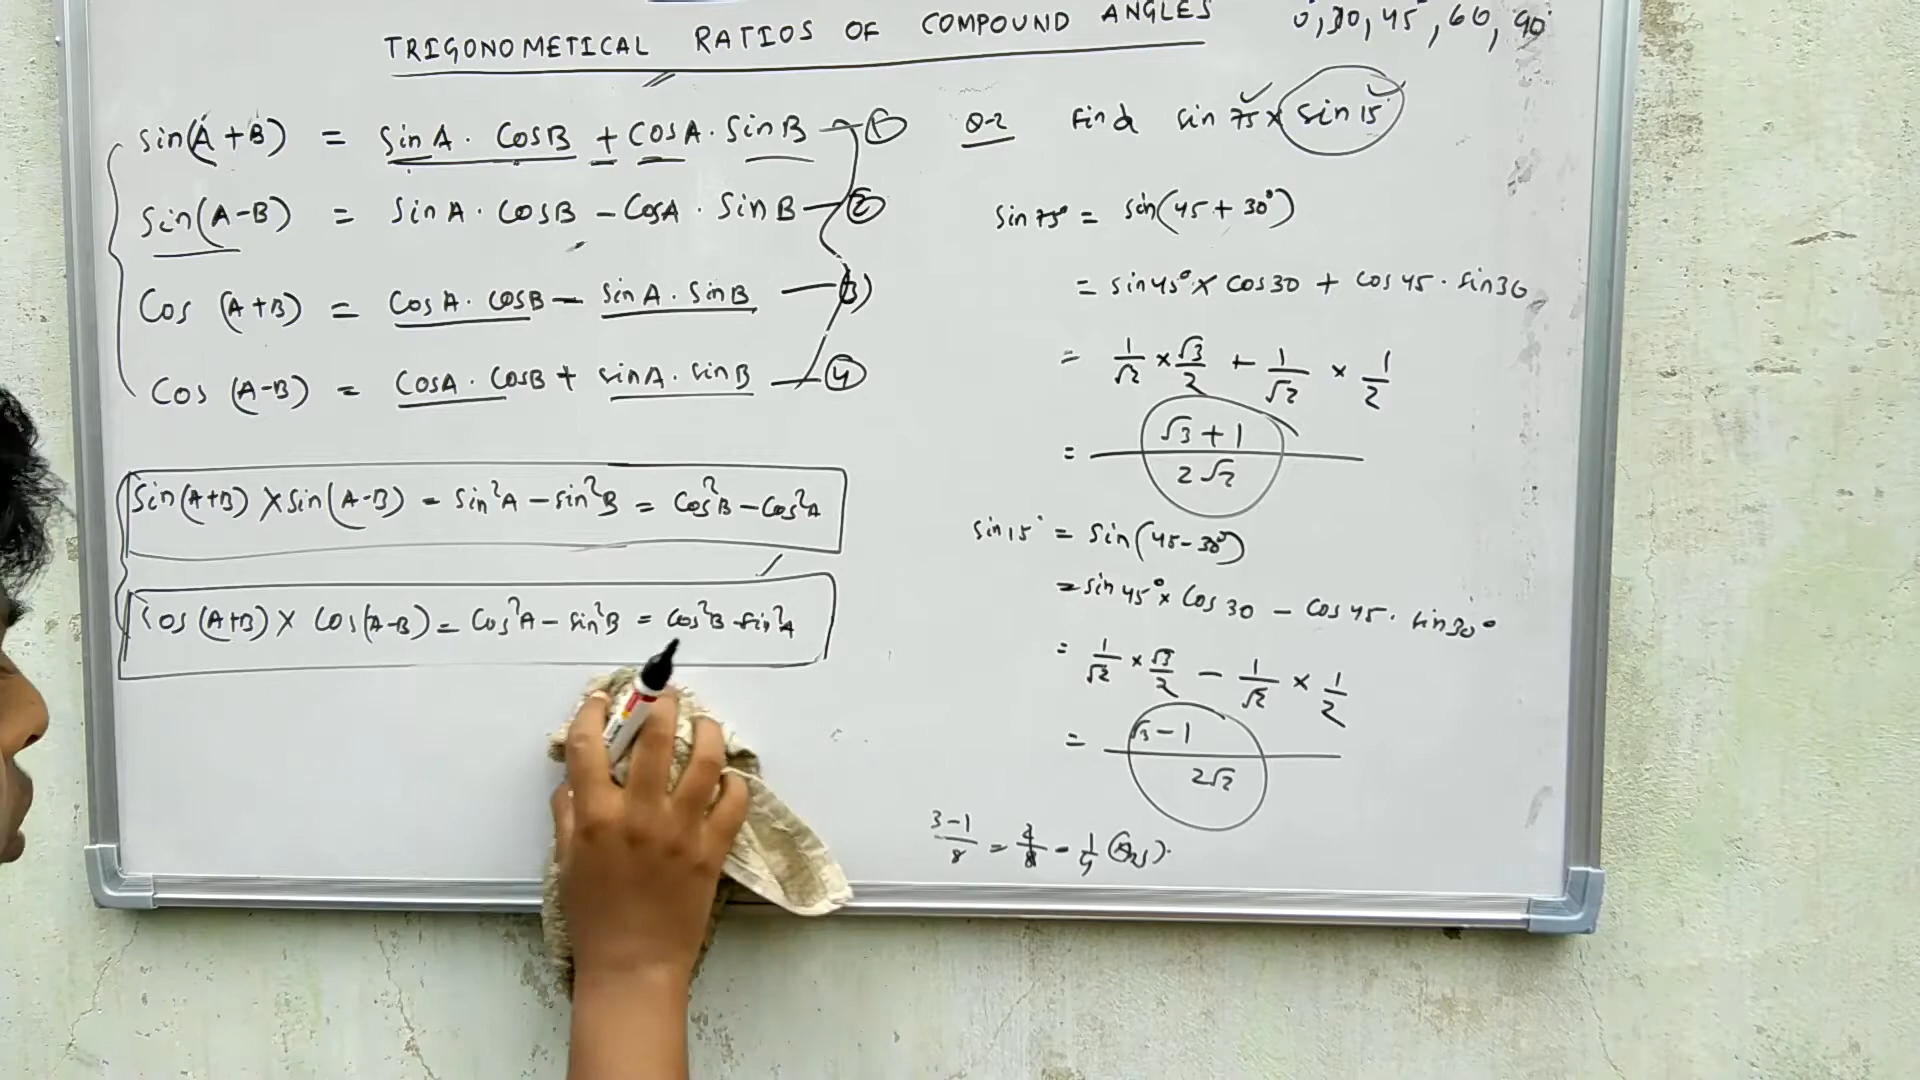 TRIGONOMETICAL RATIOS OF COMPOUND ANGLES
0°, 30, 45°, 60, 90°
sin(A+B) = sinA . cosB + cosA . sinB — ①
sin(A-B) = sinA . cosB - cosA . sinB — ②
Cos (A+B) = cosA . cosB - sinA . sinB — 3)
Cos (A-B) = cosA . cosB + sinA . sinB — ④
Sin(A+B) × sin(A-B) = sin²A - sin²B = cos²B - cos²A
Cos (A+B) × cos(A-B) = cos²A - sin²B = cos²B - sin²A
Q-2 Find sin 75° × sin 15°
sin 75° = sin(45 + 30°)
= sin45° × cos30 + cos45 . sin30
= 1/√2 × √3/2 + 1/√2 × 1/2
= √3 + 1 / 2√2
sin 15° = sin(45-30°)
= sin 45° × cos 30 - cos 45 . sin 30°
= 1/√2 × √3/2 - 1/√2 × 1/2
= √3 - 1 / 2√2
3-1/8 = 2/8 = 1/4 (Ans).